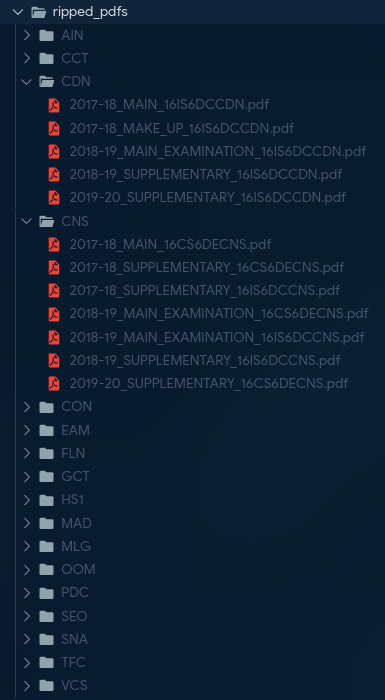 ripped_pdfs
AIN
CCT
CDN
2017-18_MAIN_16IS6DCCDN.pdf
2017-18_MAKE_UP_16IS6DCCDN.pdf
2018-19_MAIN_EXAMINATION_16IS6DCCDN.pdf
2018-19_SUPPLEMENTARY_16IS6DCCDN.pdf
2019-20_SUPPLEMENTARY_16IS6DCCDN.pdf
CNS
2017-18_MAIN_16CS6DECNS.pdf
2017-18_SUPPLEMENTARY_16CS6DECNS.pdf
2017-18_SUPPLEMENTARY_16IS6DCCNS.pdf
2018-19_MAIN_EXAMINATION_16CS6DECNS.pdf
2018-19_MAIN_EXAMINATION_16IS6DCCNS.pdf
2018-19_SUPPLEMENTARY_16IS6DCCNS.pdf
2019-20_SUPPLEMENTARY_16CS6DECNS.pdf
CON
EAM
FLN
GCT
HS1
MAD
MLG
OOM
PDC
SEO
SNA
TFC
VCS